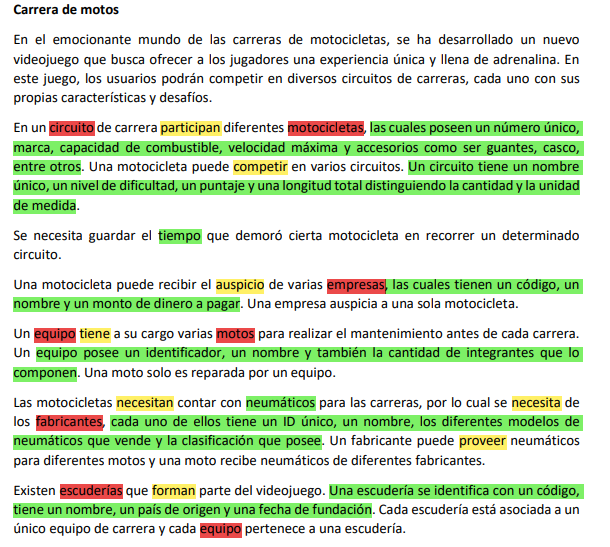 Carrera de motos
En el emocionante mundo de las carreras de motocicletas, se ha desarrollado un nuevo
videojuego que busca ofrecer a los jugadores una experiencia única y llena de adrenalina. En
este juego, los usuarios podrán competir en diversos circuitos de carreras, cada uno con sus
propias características y desafíos.
En un circuito de carrera participan diferentes motocicletas, las cuales poseen un número único,
marca, capacidad de combustible, velocidad máxima y accesorios como ser guantes, casco,
entre otros. Una motocicleta puede competir en varios circuitos. Un circuito tiene un nombre
único, un nivel de dificultad, un puntaje y una longitud total distinguiendo la cantidad y la unidad
de medida.
Se necesita guardar el tiempo que demoró cierta motocicleta en recorrer un determinado
circuito.
Una motocicleta puede recibir el auspicio de varias empresas, las cuales tienen un código, un
nombre y un monto de dinero a pagar. Una empresa auspicia a una sola motocicleta.
Un equipo tiene a su cargo varias motos para realizar el mantenimiento antes de cada carrera.
Un equipo posee un identificador, un nombre y también la cantidad de integrantes que lo
componen. Una moto solo es reparada por un equipo.
Las motocicletas necesitan contar con neumáticos para las carreras, por lo cual se necesita de
los fabricantes, cada uno de ellos tiene un ID único, un nombre, los diferentes modelos de
neumáticos que vende y la clasificación que posee. Un fabricante puede proveer neumáticos
para diferentes motos y una moto recibe neumáticos de diferentes fabricantes.
Existen escuderías que forman parte del videojuego. Una escudería se identifica con un código,
tiene un nombre, un país de origen y una fecha de fundación. Cada escudería está asociada a un
único equipo de carrera y cada equipo pertenece a una escudería.